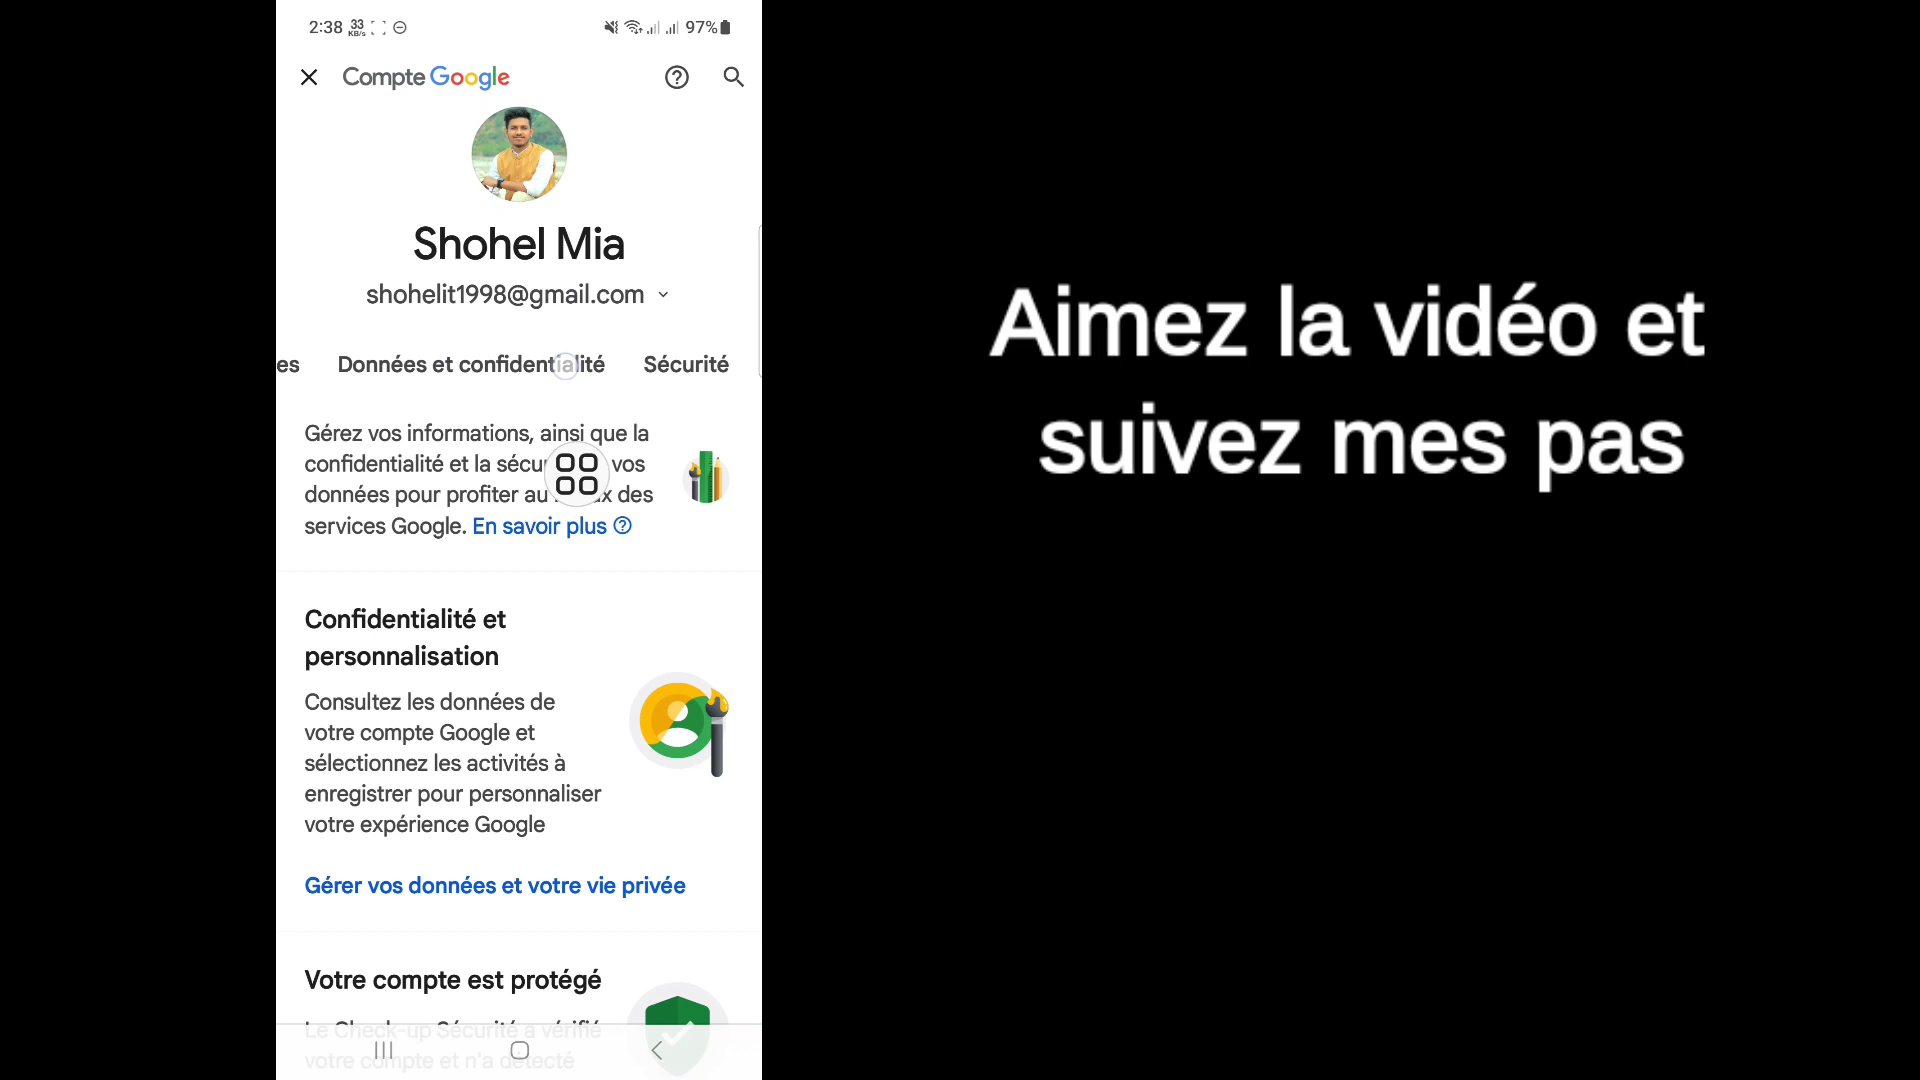 2:38 33 KB/s 97%
Compte Google
Shohel Mia
shohelit1998@gmail.com
es Données et confidentialité Sécurité
Gérez vos informations, ainsi que la
confidentialité et la sécur vos
données pour profiter au x des
services Google. En savoir plus
Confidentialité et
personnalisation
Consultez les données de
votre compte Google et
sélectionnez les activités à
enregistrer pour personnaliser
votre expérience Google
Gérer vos données et votre vie privée
Votre compte est protégé
Le Check-up Sécurité a vérifié
votre compte et n'a détecté
Aimez la vidéo et
suivez mes pas